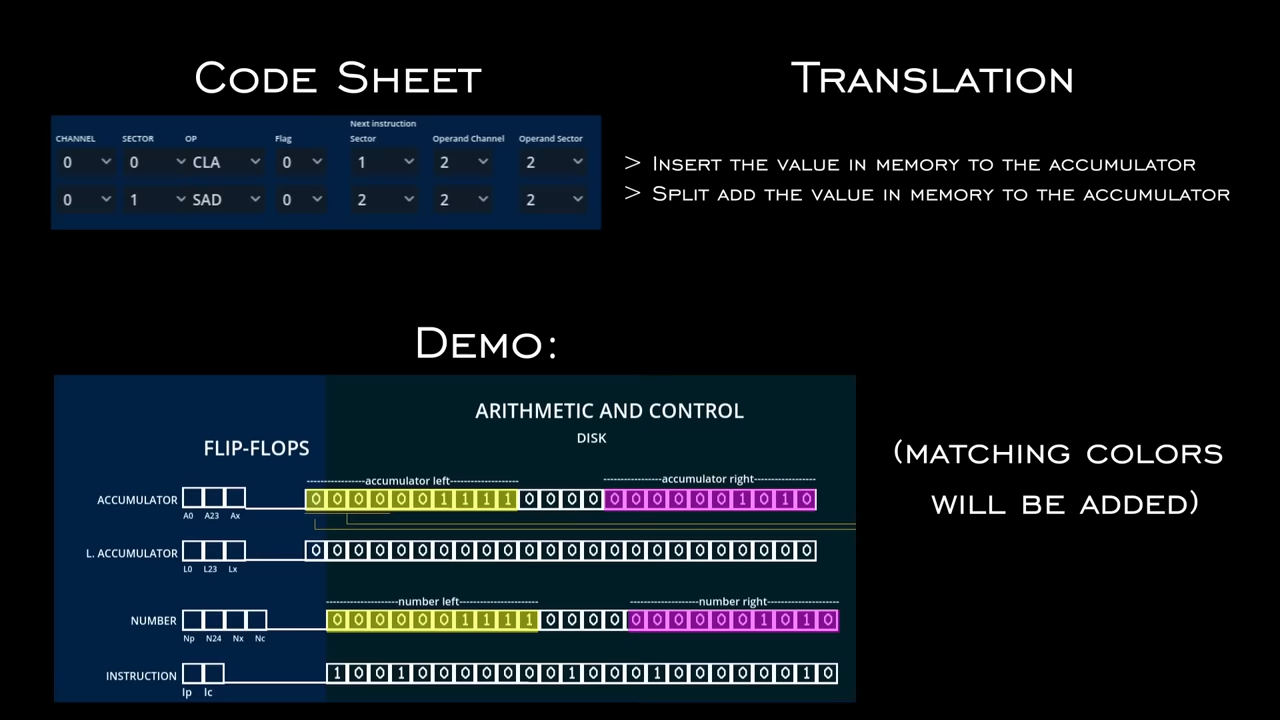 CODE SHEET
TRANSLATION
Next instruction
CHANNEL SECTOR OP Flag Sector Operand Channel Operand Sector
0 0 CLA 0 1 2 2
0 1 SAD 0 2 2 2
> INSERT THE VALUE IN MEMORY TO THE ACCUMULATOR
> SPLIT ADD THE VALUE IN MEMORY TO THE ACCUMULATOR
DEMO:
ARITHMETIC AND CONTROL
DISK
FLIP-FLOPS
-----------------accumulator left-------------------- -----------------accumulator right------------------
ACCUMULATOR 0 0 0 0 0 0 1 1 1 1 0 0 0 0 0 0 0 0 0 0 1 0 1 0
A0 A23 Ax
L. ACCUMULATOR 0 0 0 0 0 0 0 0 0 0 0 0 0 0 0 0 0 0 0 0 0 0 0 0
L0 L23 Lx
---------------------number left------------------------ --------------------number right---------------------
NUMBER 0 0 0 0 0 0 1 1 1 1 0 0 0 0 0 0 0 0 0 0 1 0 1 0
Np N24 Nx Nc
INSTRUCTION 1 0 0 1 0 0 0 0 0 0 0 1 0 0 0 1 0 0 0 0 0 0 1 0
Ip Ic
(MATCHING COLORS
WILL BE ADDED)